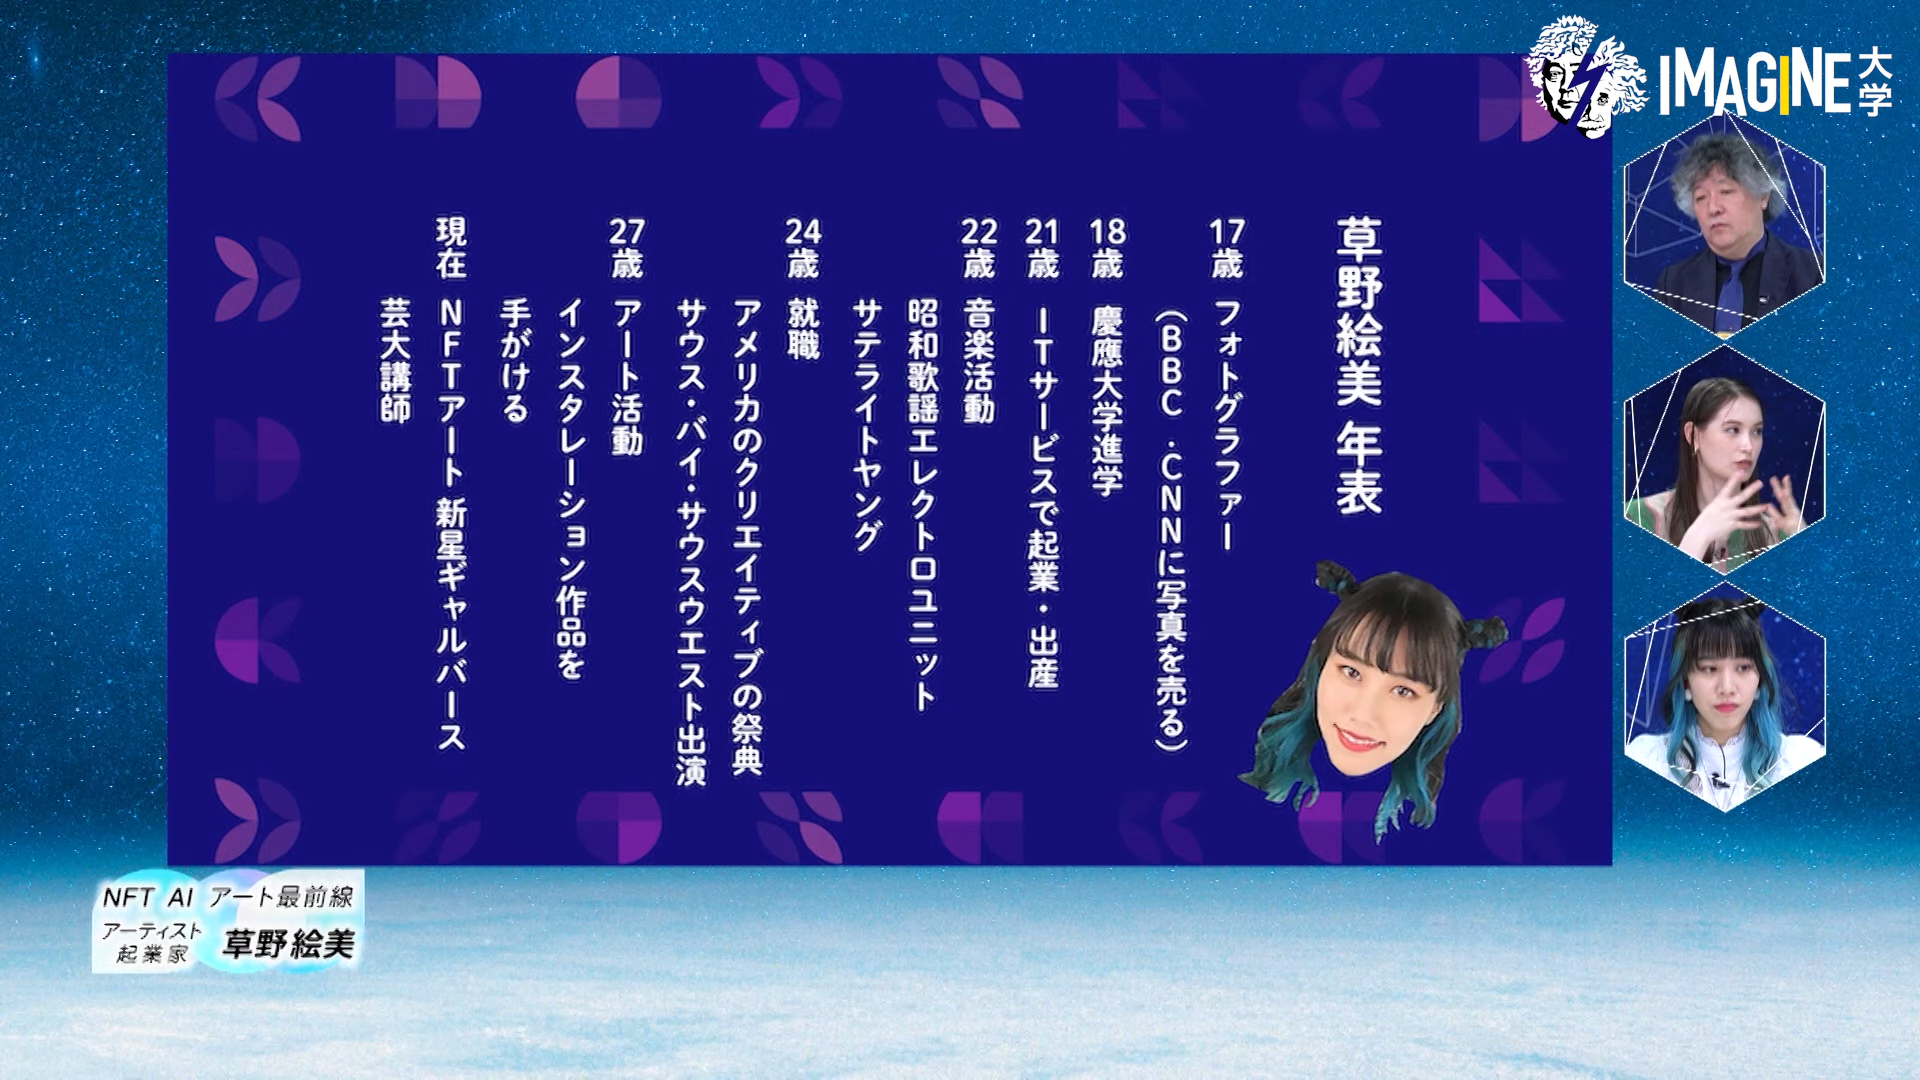 IMAGINE大学
草野絵美 年表
17歳 フォトグラファー
(BBC・CNNに写真を売る)
18歳 慶應大学進学
21歳 ITサービスで起業・出産
22歳 音楽活動
昭和歌謡エレクトロユニット
サテライトヤング
24歳 就職
アメリカのクリエイティブの祭典
サウス・バイ・サウスウエスト出演
27歳 アート活動
インスタレーション作品を
手がける
現在 NFTアート 新星ギャルバース
芸大講師
NFT AI アート最前線
アーティスト
起業家
草野絵美